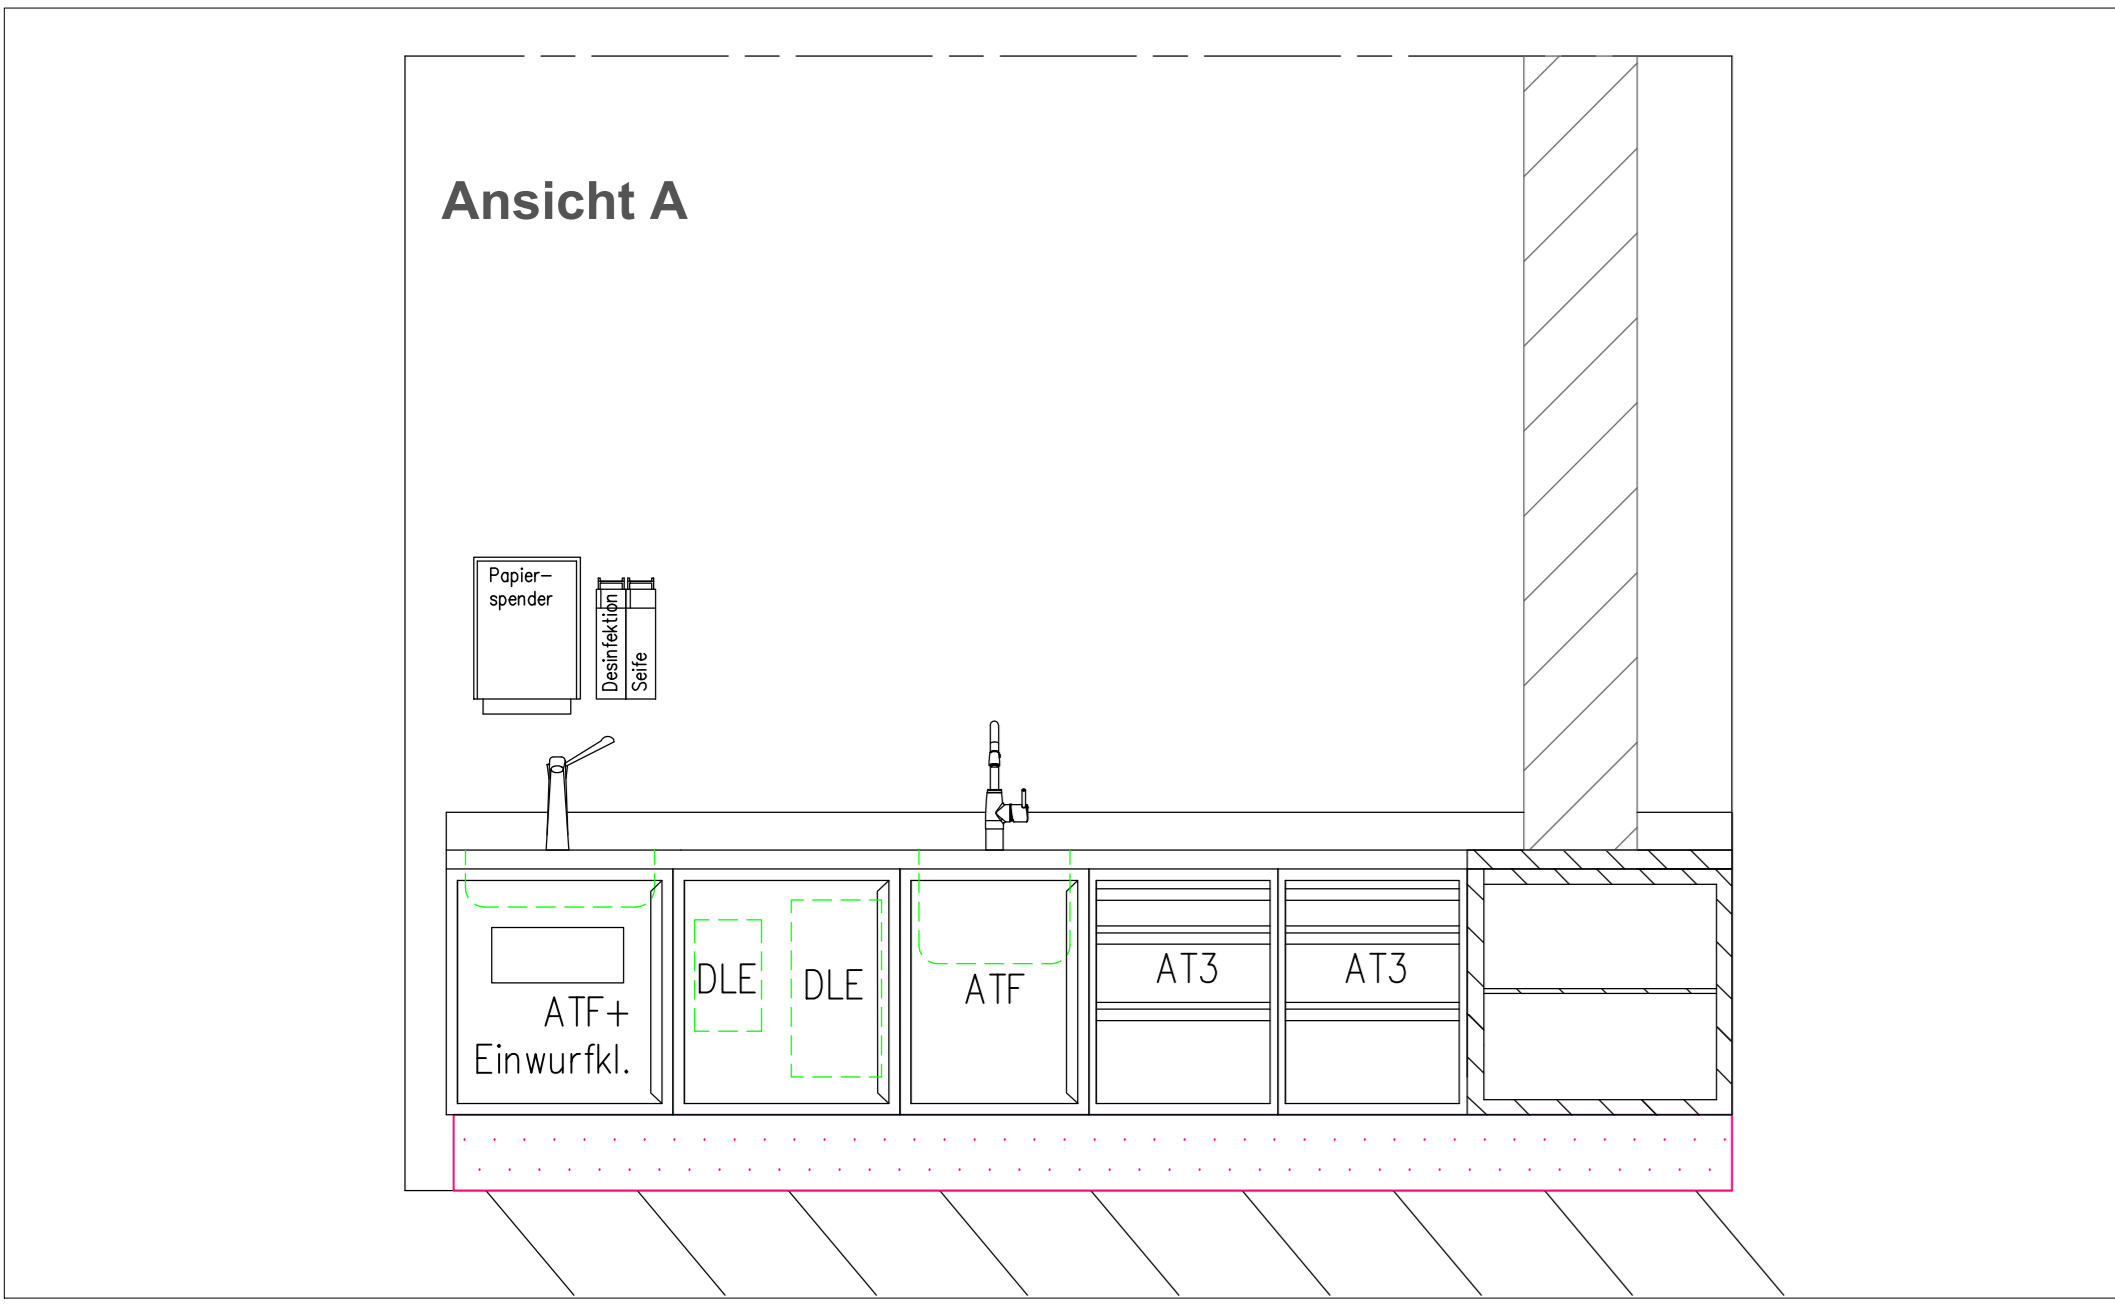 Ansicht A
Papier-
spender
Desinfektion
Seife
DLE
DLE
ATF
AT3
AT3
ATF+
Einwurfkl.